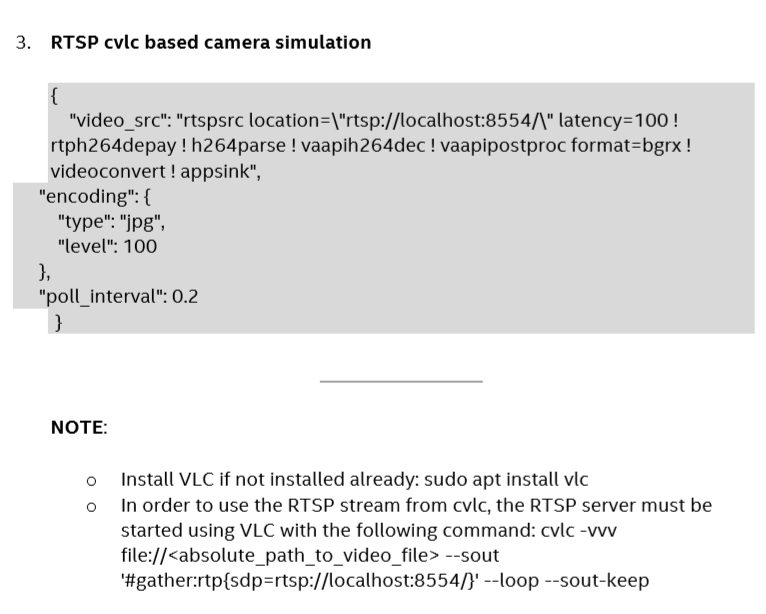 3. RTSP cvlc based camera simulation
{
"video_src": "rtspsrc location=\"rtsp://localhost:8554/\" latency=100 !
rtph264depay ! h264parse ! vaapih264dec ! vaapipostproc format=bgrx !
videoconvert ! appsink",
"encoding": {
"type": "jpg",
"level": 100
},
"poll_interval": 0.2
}
NOTE:
o Install VLC if not installed already: sudo apt install vlc
o In order to use the RTSP stream from cvlc, the RTSP server must be
started using VLC with the following command: cvlc -vvv
file://<absolute_path_to_video_file> --sout
'#gather:rtp{sdp=rtsp://localhost:8554/}' --loop --sout-keep